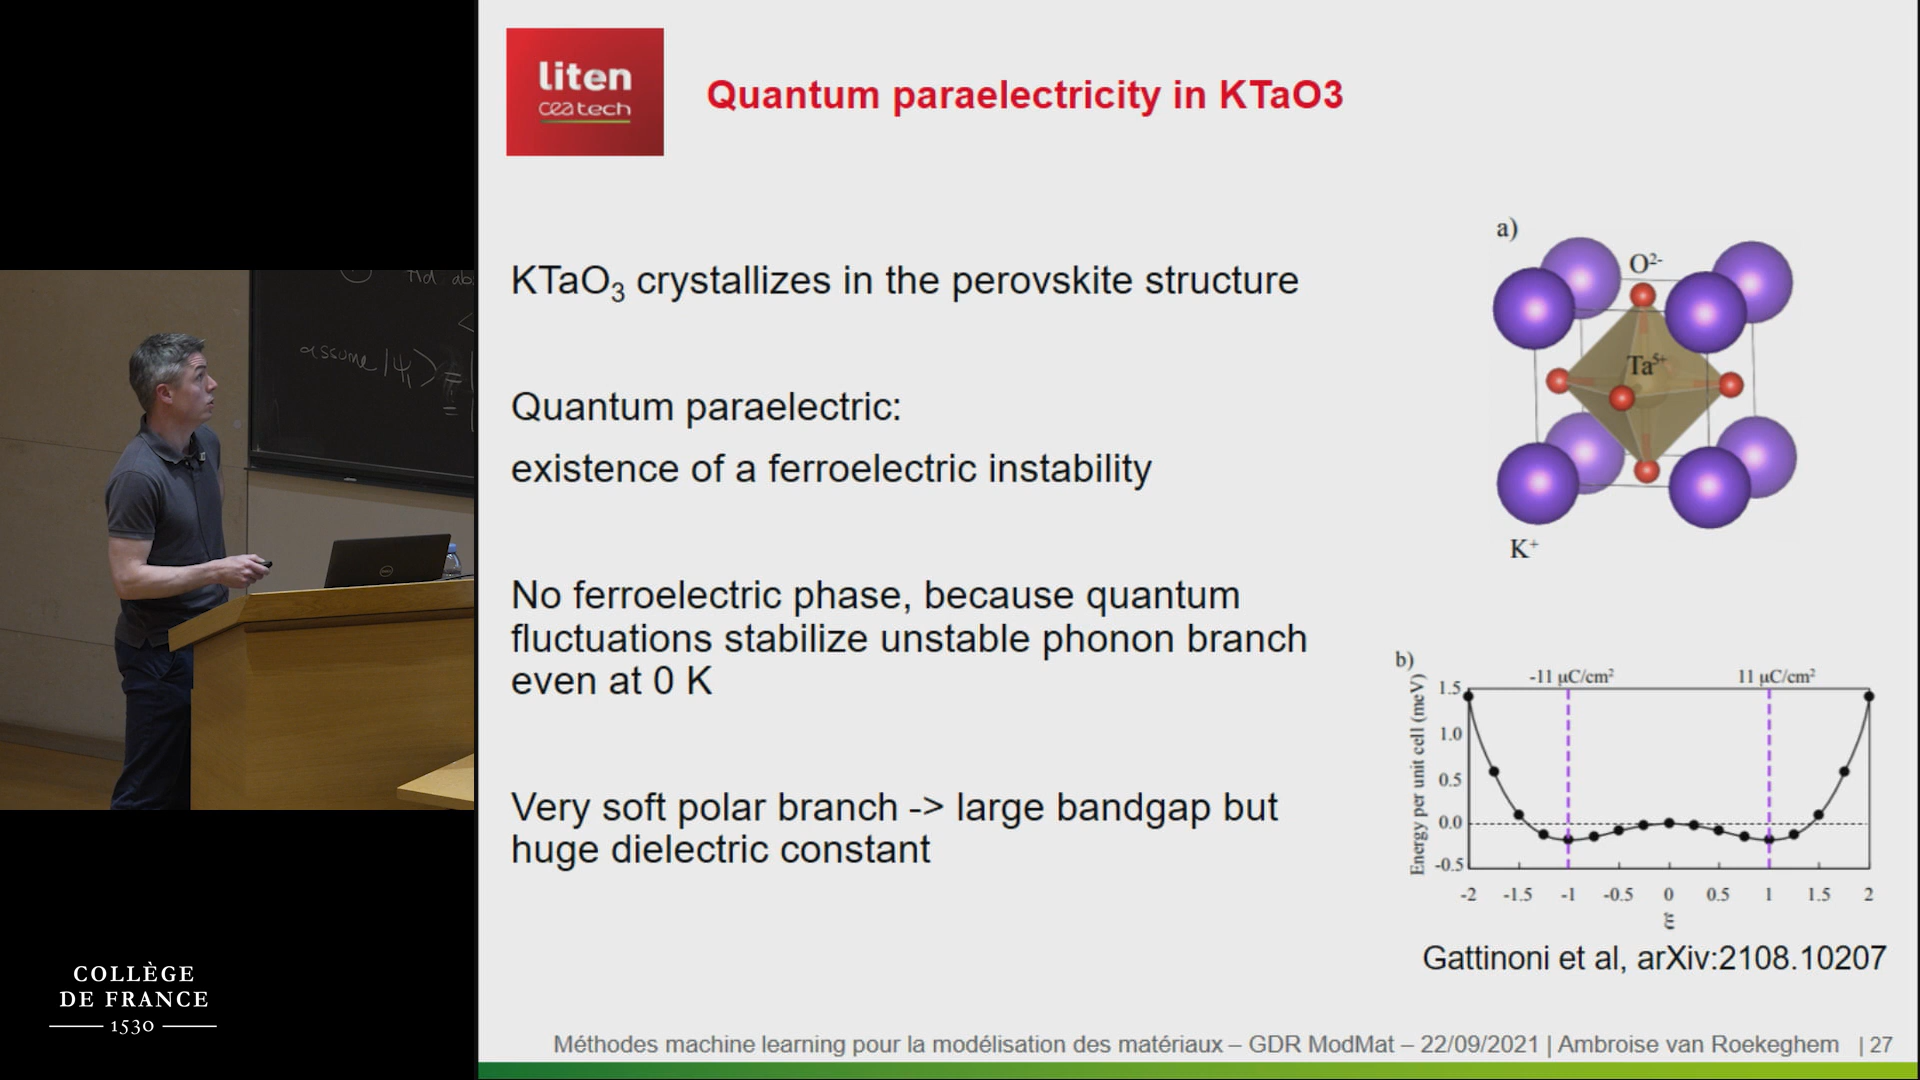 liten
ceatech
Quantum paraelectricity in KTaO3
KTaO₃ crystallizes in the perovskite structure
Quantum paraelectric:
existence of a ferroelectric instability
No ferroelectric phase, because quantum
fluctuations stabilize unstable phonon branch
even at 0 K
Very soft polar branch -> large bandgap but
huge dielectric constant
a)
O²⁻
Ta⁵⁺
K⁺
b)
-11 µC/cm² 11 µC/cm²
Energy per unit cell (meV)
1.5
1.0
0.5
0.0
-0.5
-2 -1.5 -1 -0.5 0 0.5 1 1.5 2
ξ
Gattinoni et al, arXiv:2108.10207
Méthodes machine learning pour la modélisation des matériaux – GDR ModMat – 22/09/2021 | Ambroise van Roekeghem | 27
assume |Ψ₁⟩ =
COLLÈGE
DE FRANCE
1530